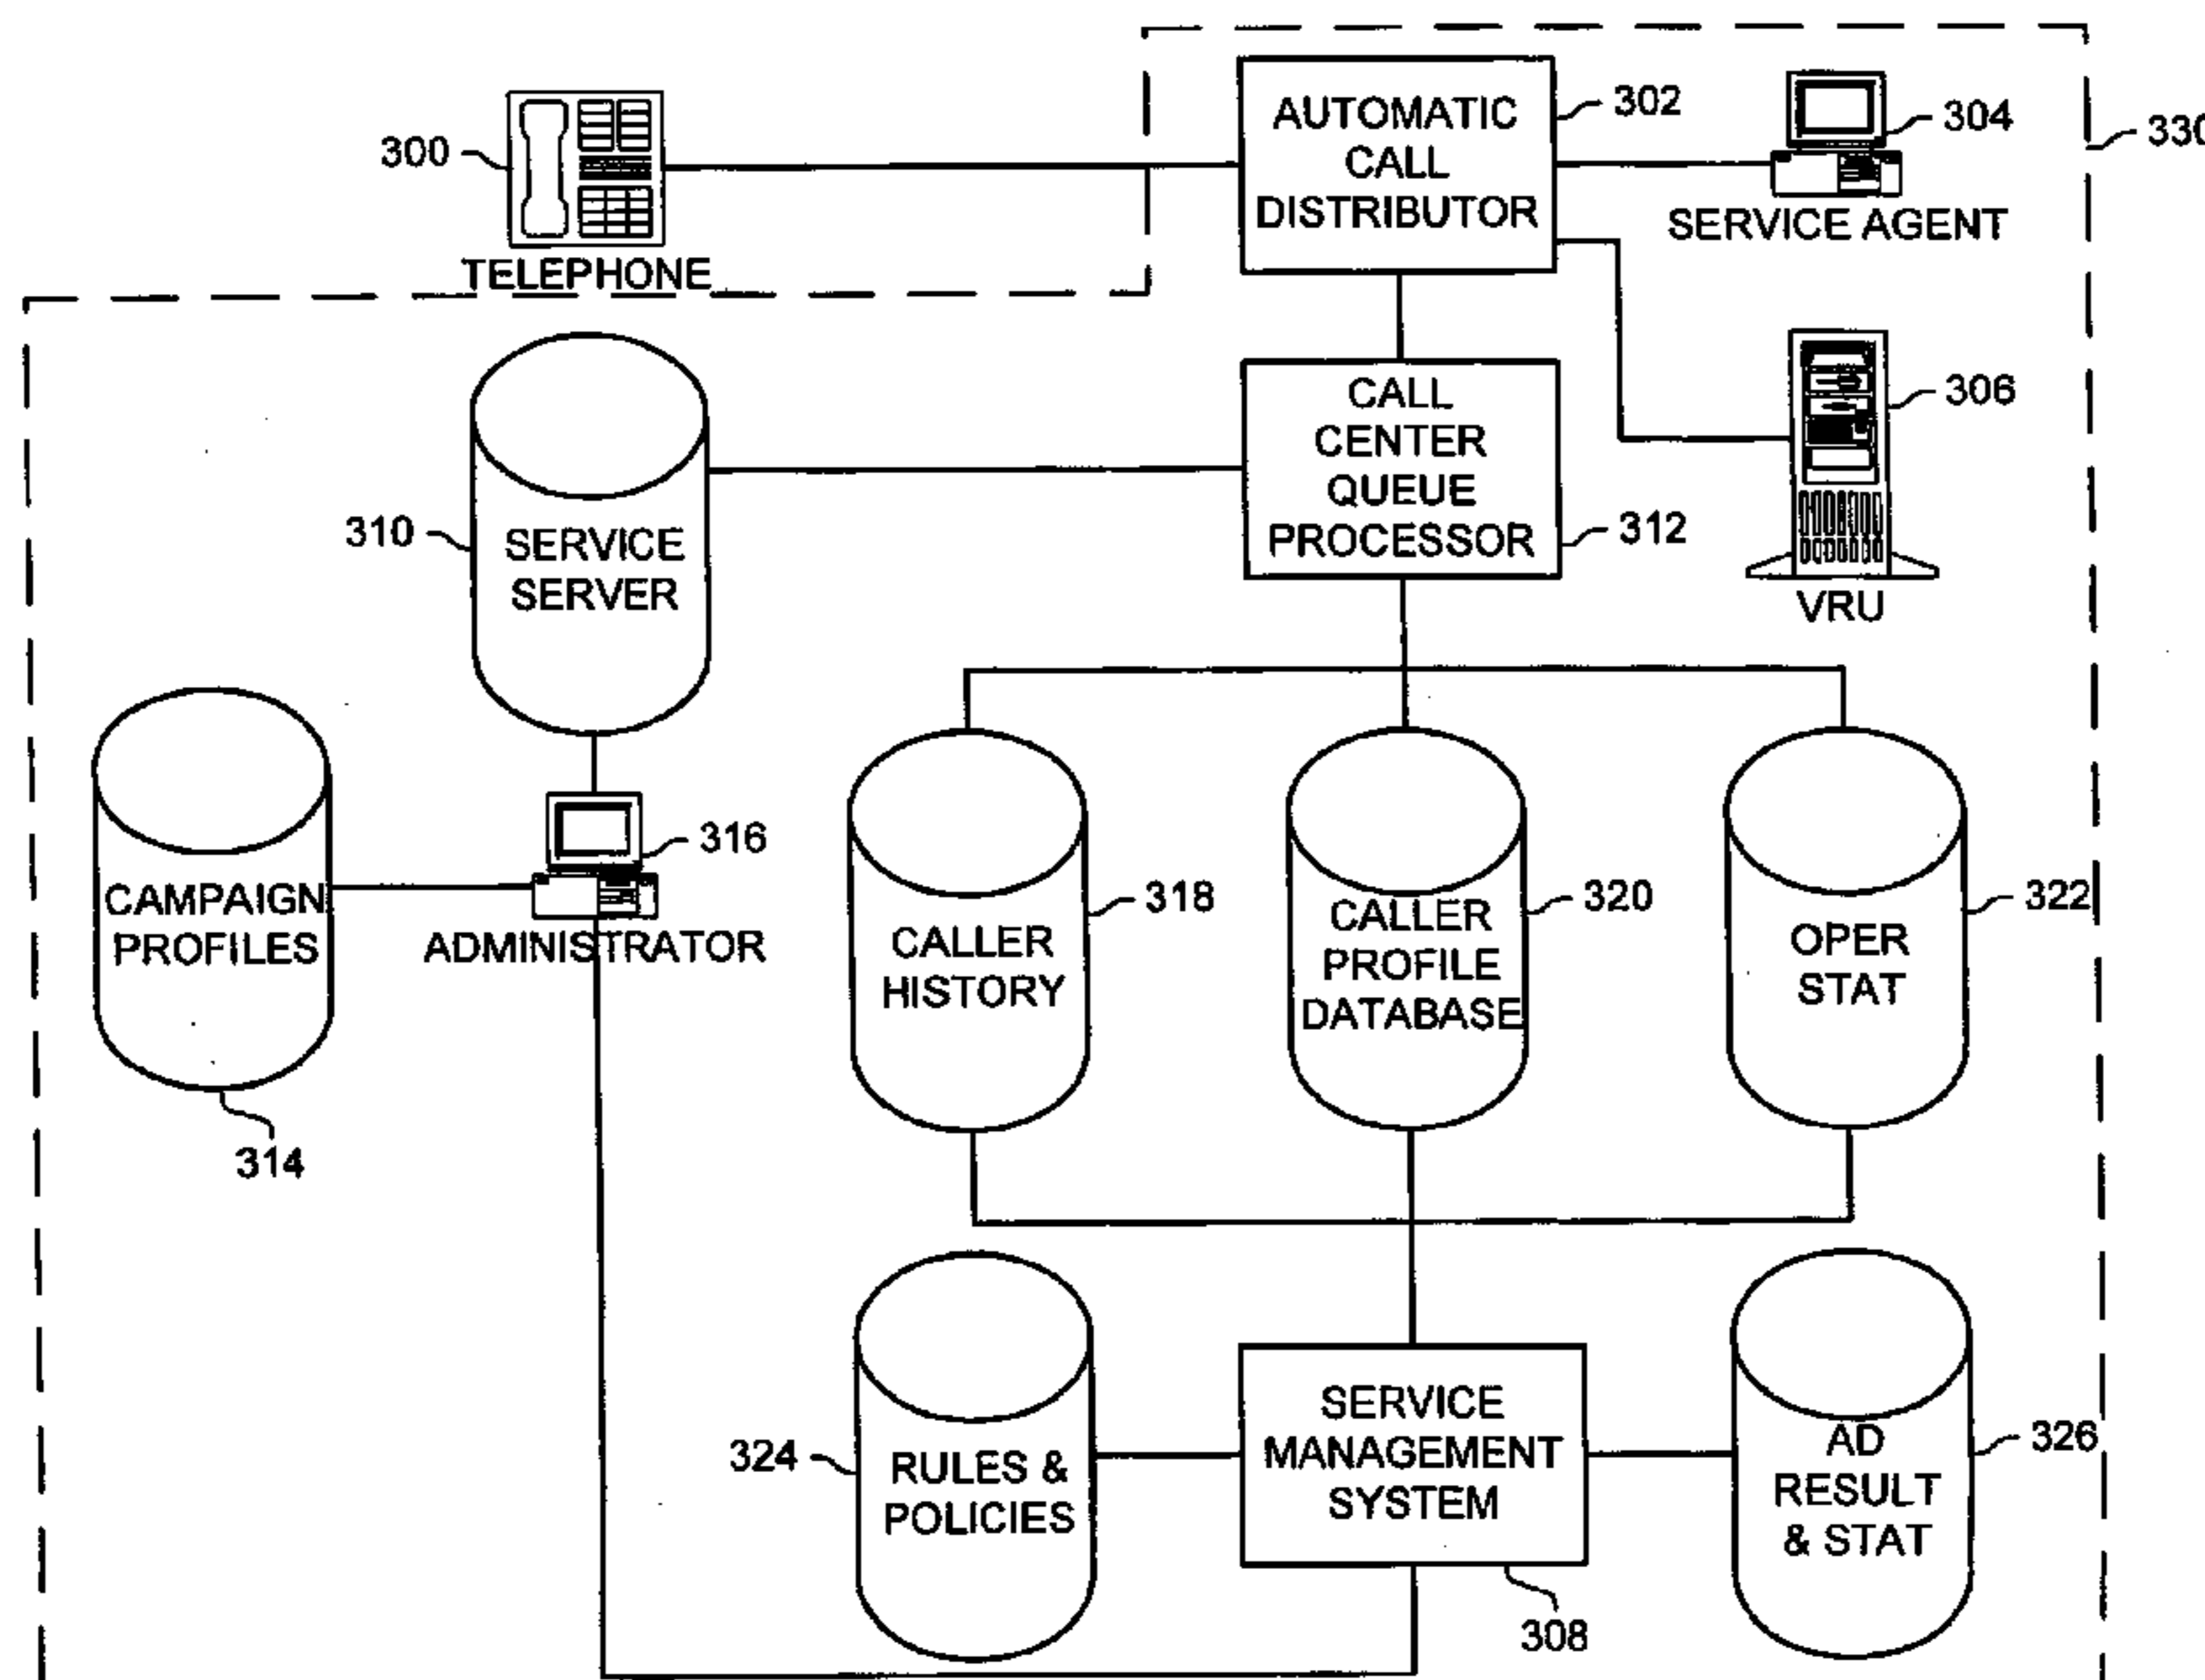 300
TELEPHONE
AUTOMATIC
CALL
DISTRIBUTOR
302
304
SERVICE AGENT
330
310
SERVICE
SERVER
CALL
CENTER
QUEUE
PROCESSOR
312
306
VRU
CAMPAIGN
PROFILES
314
316
ADMINISTRATOR
CALLER
HISTORY
318
CALLER
PROFILE
DATABASE
320
OPER
STAT
322
324
RULES &
POLICIES
SERVICE
MANAGEMENT
SYSTEM
308
AD
RESULT
& STAT
326